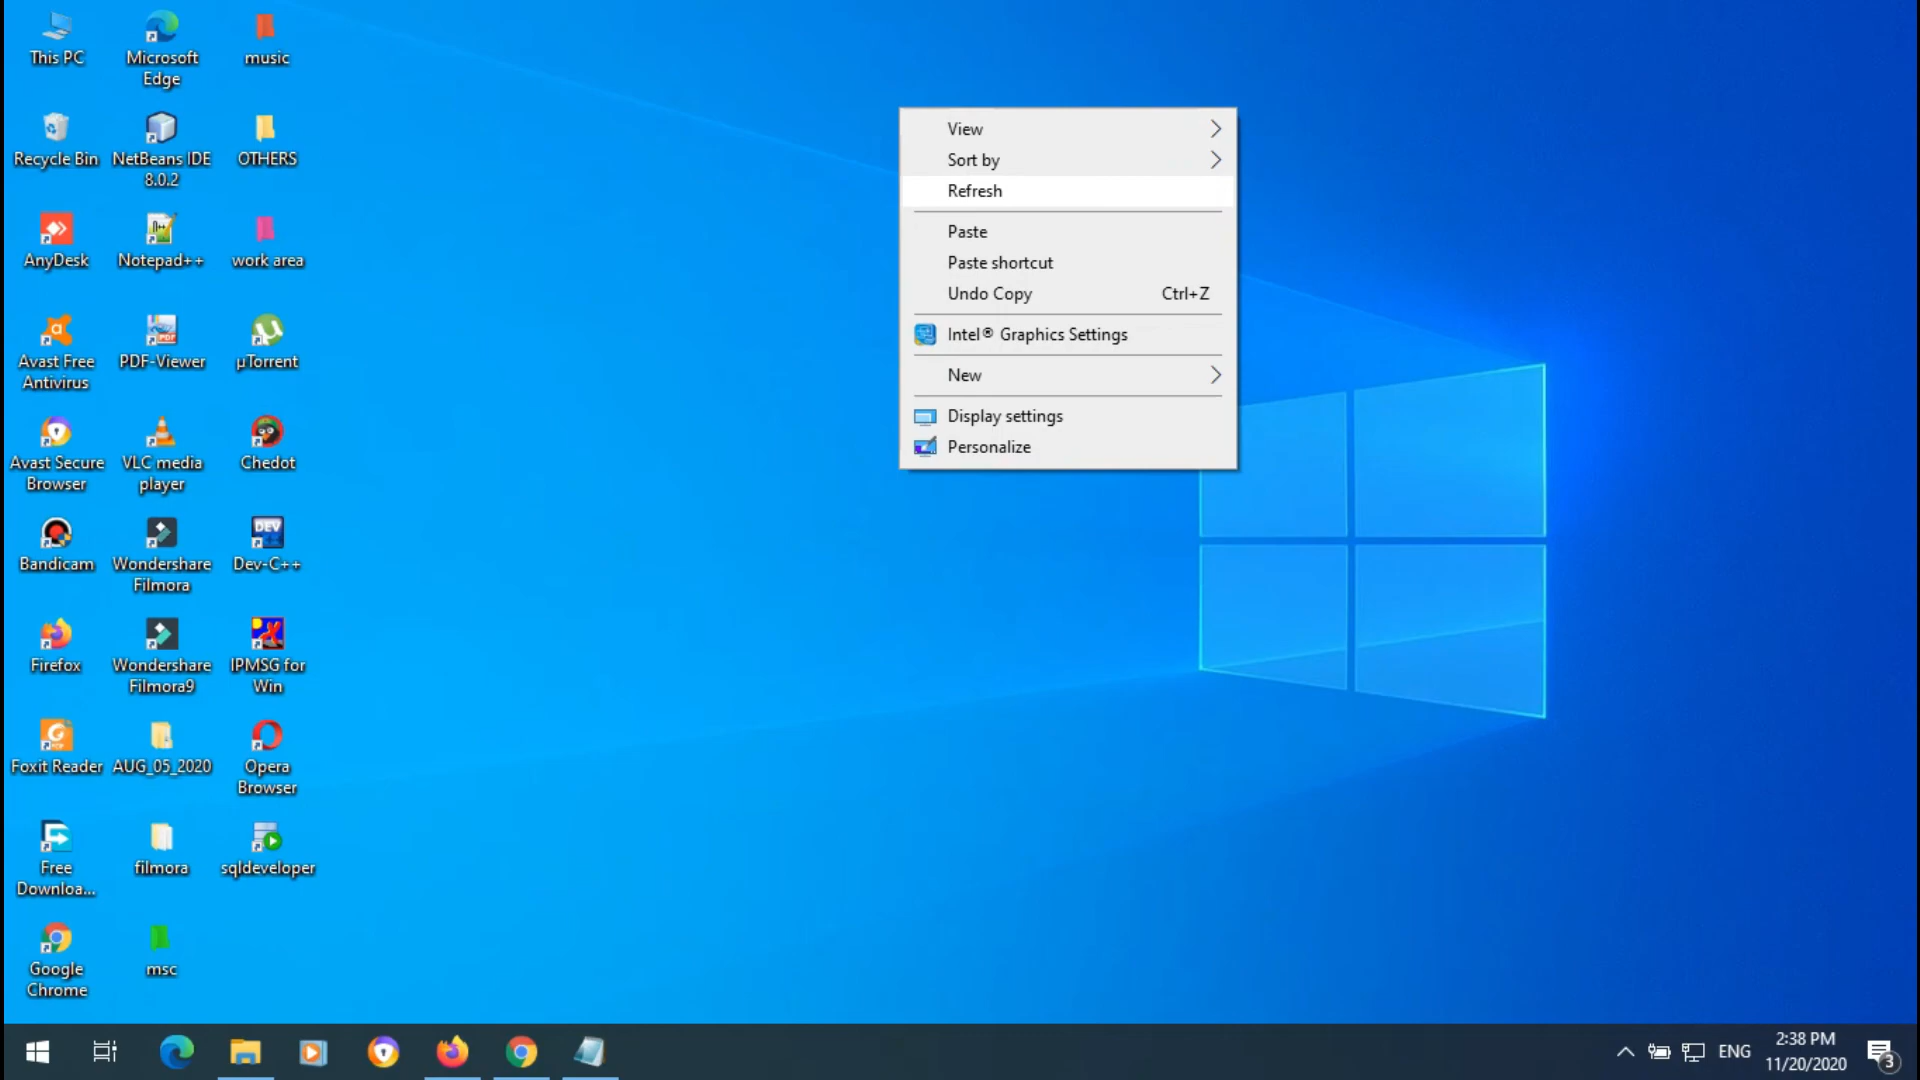 This PC
Microsoft
Edge
music
Recycle Bin
NetBeans IDE
8.0.2
OTHERS
AnyDesk
Notepad++
work area
Avast Free
Antivirus
PDF-Viewer
µTorrent
Avast Secure
Browser
VLC media
player
Chedot
Bandicam
Wondershare
Filmora
DEV
Dev-C++
Firefox
Wondershare
Filmora9
IPMSG for
Win
Foxit Reader
AUG_05_2020
Opera
Browser
Free
Downloa...
filmora
sqldeveloper
Google
Chrome
msc
View
Sort by
Refresh
Paste
Paste shortcut
Undo Copy Ctrl+Z
Intel® Graphics Settings
New
Display settings
Personalize
ENG
2:38 PM
11/20/2020
3